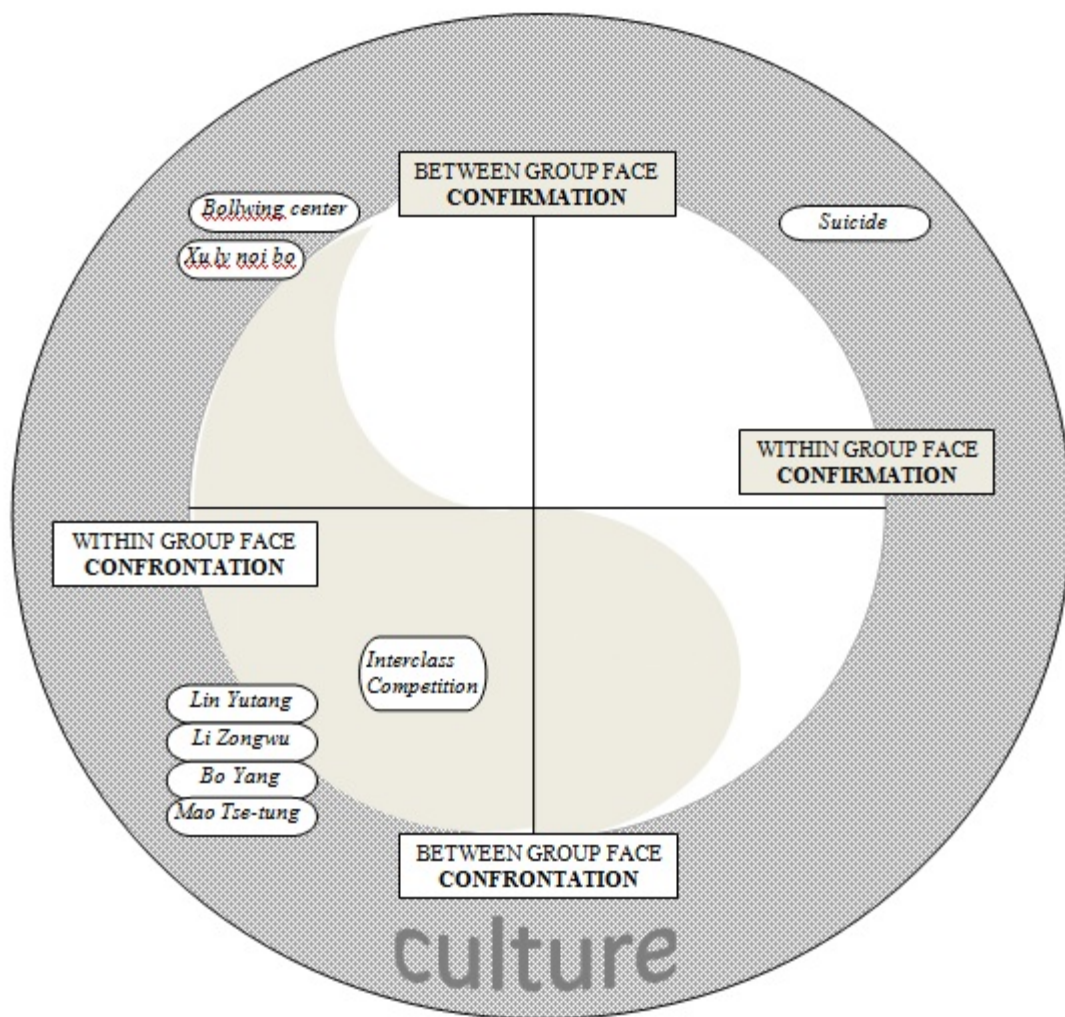 BETWEEN GROUP FACE
CONFIRMATION
Bollwing center
Suicide
Xu ly noi bo
WITHIN GROUP FACE
CONFIRMATION
WITHIN GROUP FACE
CONFRONTATION
Interclass
Competition
Lin Yutang
Li Zongwu
Bo Yang
Mao Tse-tung
BETWEEN GROUP FACE
CONFRONTATION
culture